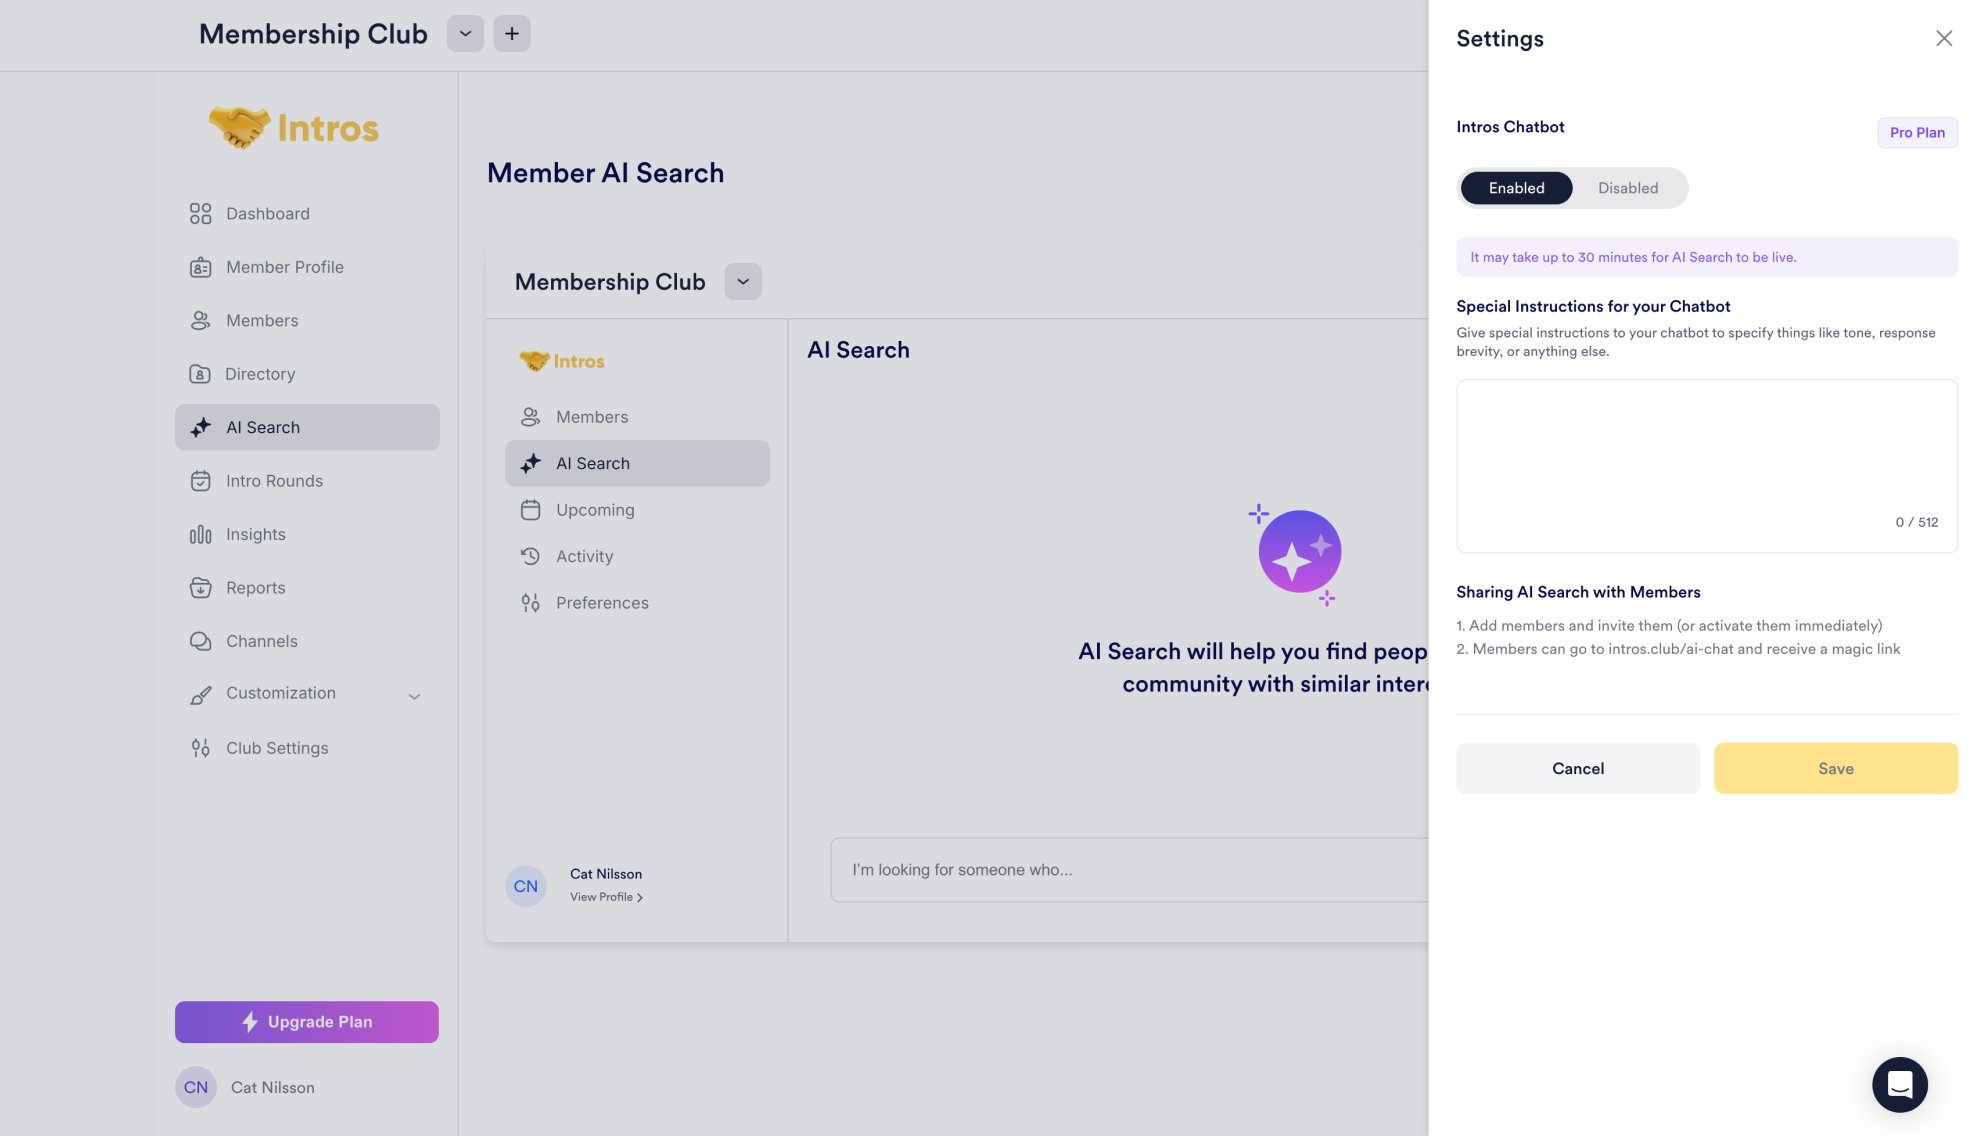 Membership Club
Intros
Dashboard
Member Profile
Members
Directory
AI Search
Intro Rounds
Insights
Reports
Channels
Customization
Club Settings
Upgrade Plan
CN
Cat Nilsson
Member AI Search
Membership Club
Intros
Members
AI Search
Upcoming
Activity
Preferences
CN
Cat Nilsson
View Profile
AI Search
AI Search will help you find peop
community with similar intere
I'm looking for someone who...
Settings
Intros Chatbot
Pro Plan
Enabled
Disabled
It may take up to 30 minutes for AI Search to be live.
Special Instructions for your Chatbot
Give special instructions to your chatbot to specify things like tone, response
brevity, or anything else.
0 / 512
Sharing AI Search with Members
1. Add members and invite them (or activate them immediately)
2. Members can go to intros.club/ai-chat and receive a magic link
Cancel
Save